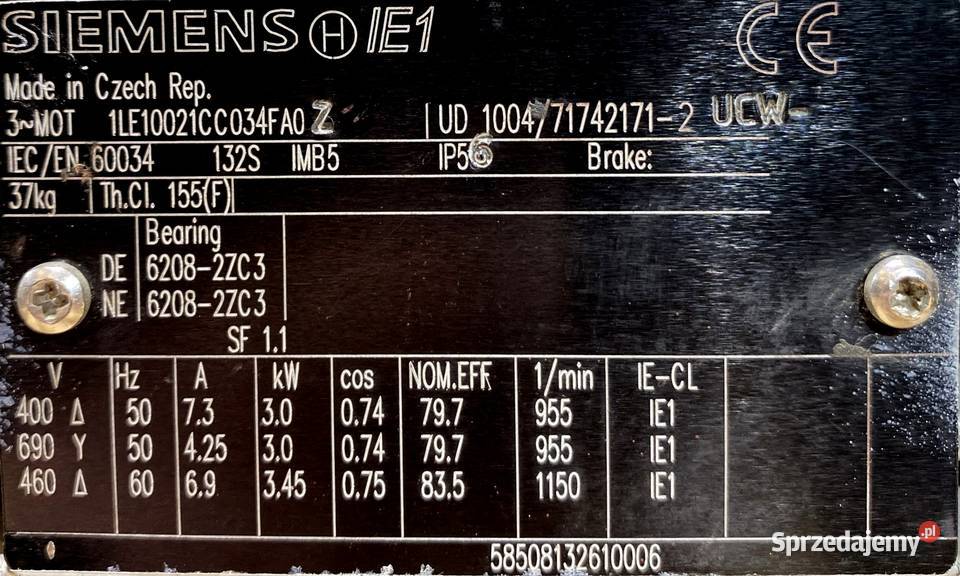 SIEMENS H IE1 CE
Made in Czech Rep.
3~MOT 1LE10021CC034FA0 Z UD 1004/71742171-2 UCW-
IEC/EN 60034 132S IMB5 IP56 Brake:
37kg Th.Cl. 155(F)
Bearing
DE 6208-2ZC3
NE 6208-2ZC3
SF 1.1
V Hz A kW cos NOM.EFF 1/min IE-CL
400 Δ 50 7.3 3.0 0.74 79.7 955 IE1
690 Y 50 4.25 3.0 0.74 79.7 955 IE1
460 Δ 60 6.9 3.45 0.75 83.5 1150 IE1
58508132610006
Sprzedajemy.pl